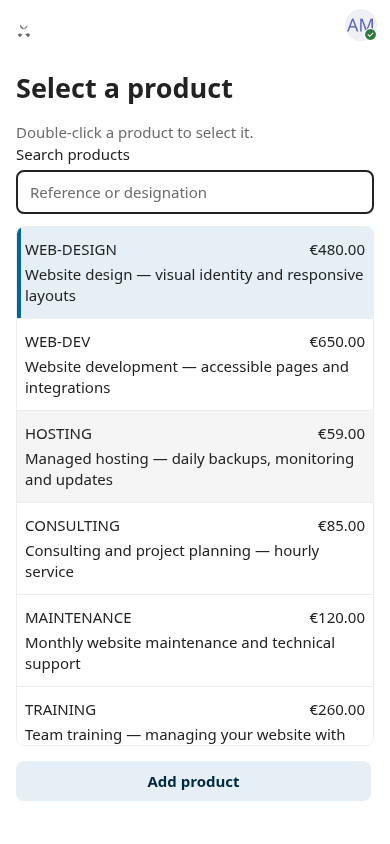 AM
Select a product
Double-click a product to select it.
Search products
Reference or designation
WEB-DESIGN €480.00
Website design — visual identity and responsive
layouts
WEB-DEV €650.00
Website development — accessible pages and
integrations
HOSTING €59.00
Managed hosting — daily backups, monitoring
and updates
CONSULTING €85.00
Consulting and project planning — hourly
service
MAINTENANCE €120.00
Monthly website maintenance and technical
support
TRAINING €260.00
Team training — managing your website with
Add product